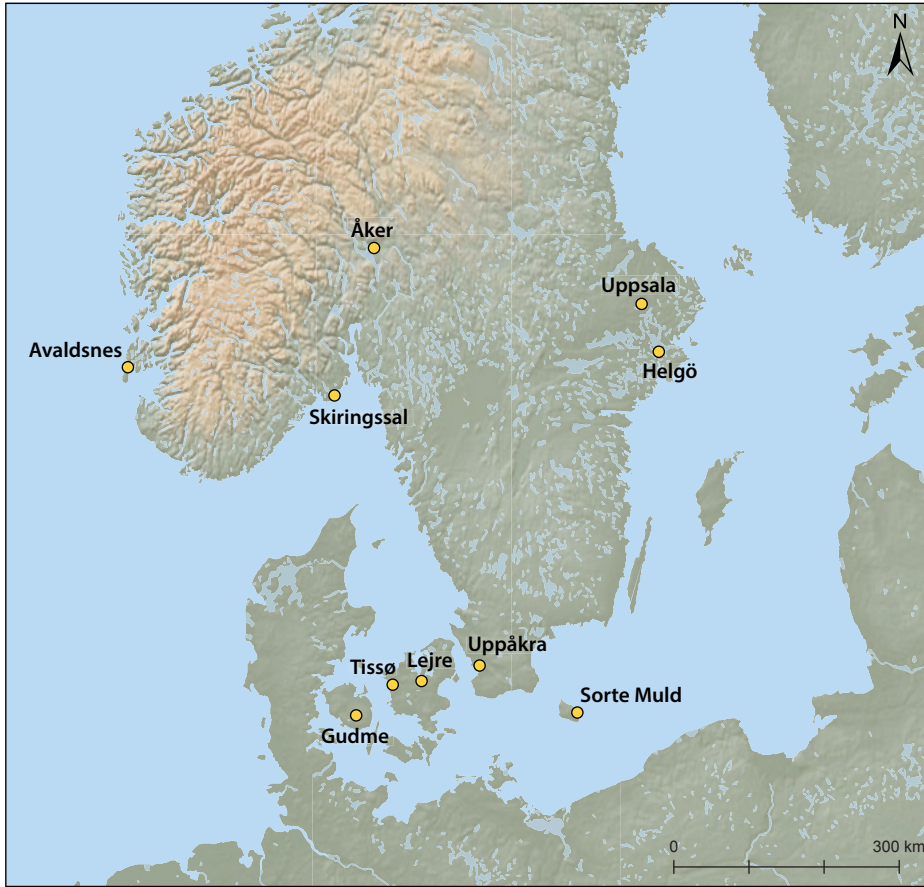 N
Åker
Uppsala
Avaldsnes
Helgö
Skiringssal
Uppåkra
Lejre
Tissø
Sorte Muld
Gudme
0 300 km